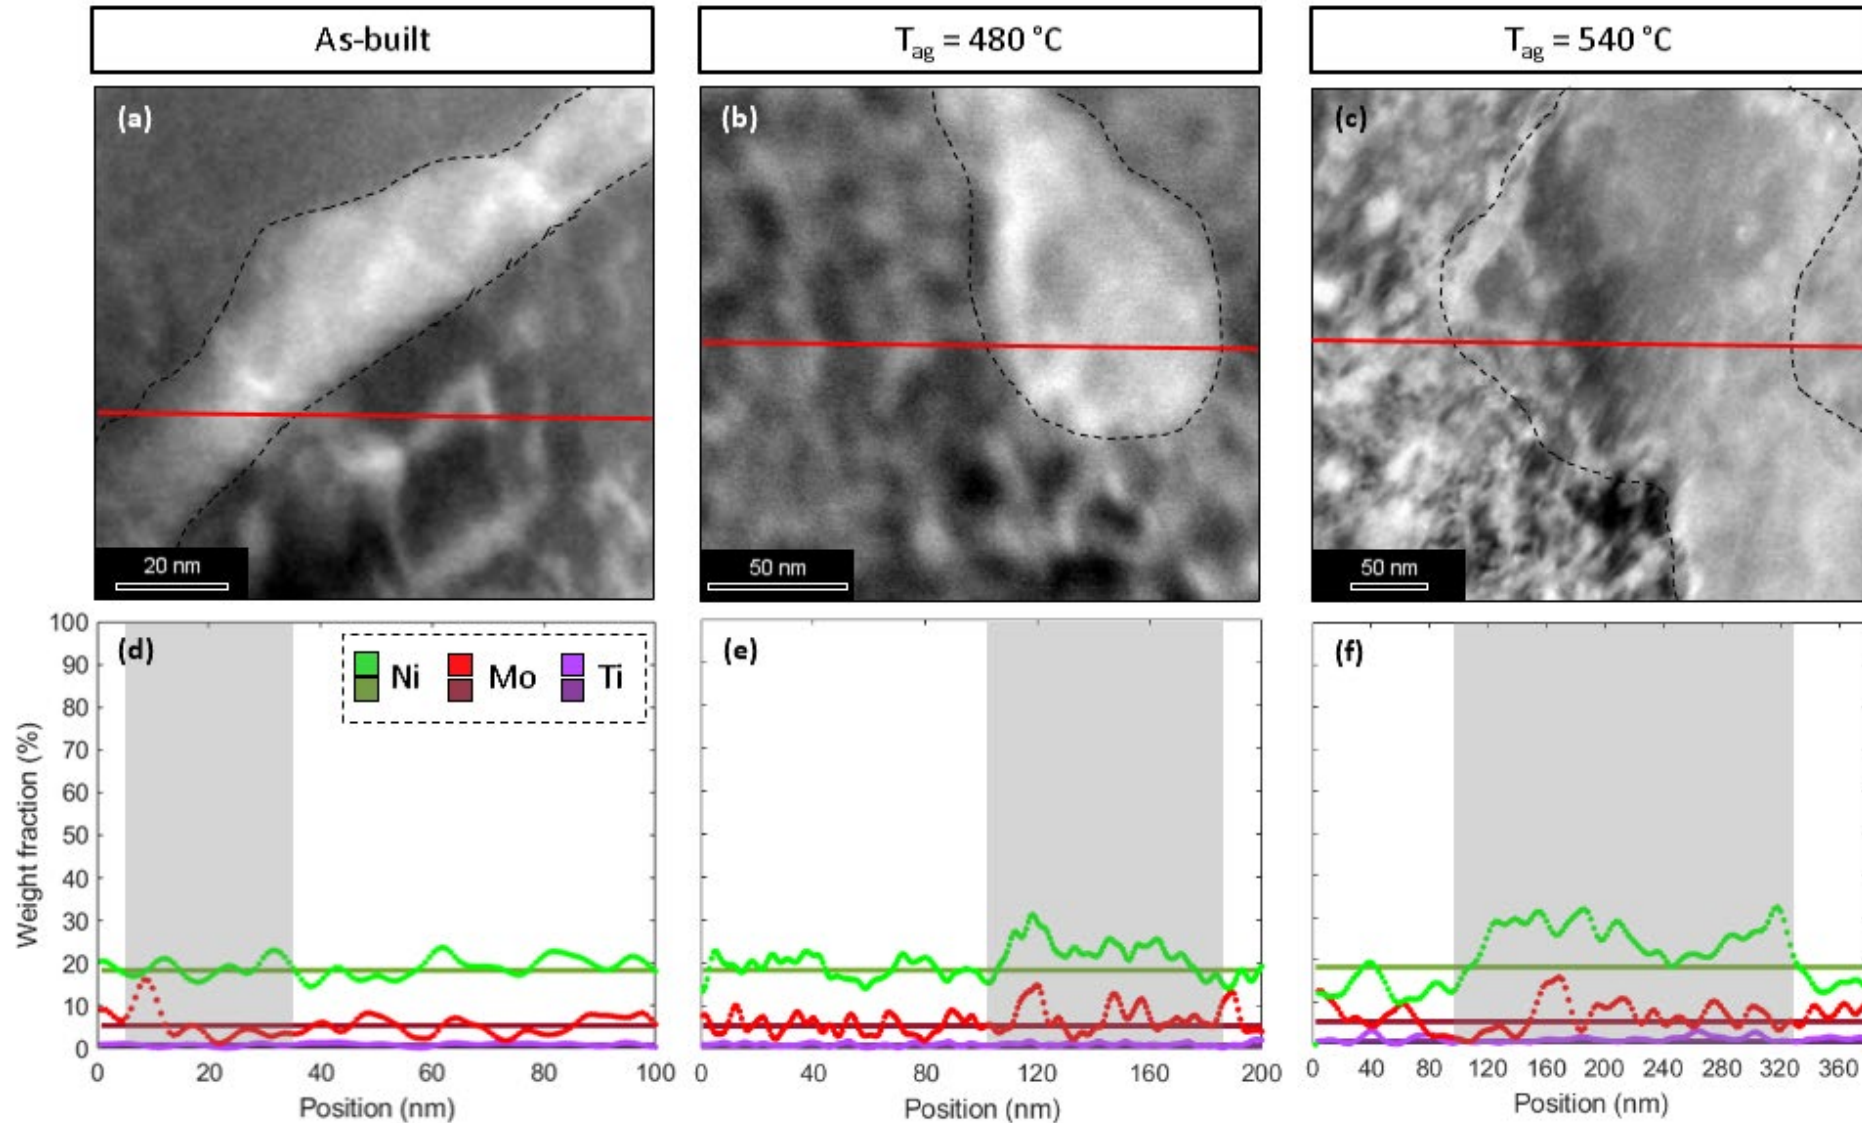 As-built
T_ag = 480 °C
T_ag = 540 °C
(a)
(b)
(c)
20 nm
50 nm
50 nm
(d)
(e)
(f)
Ni Mo Ti
Weight fraction (%)
100
90
80
70
60
50
40
30
20
10
0
0 20 40 60 80 100
0 40 80 120 160 200
0 40 80 120 160 200 240 280 320 360
Position (nm)
Position (nm)
Position (nm)